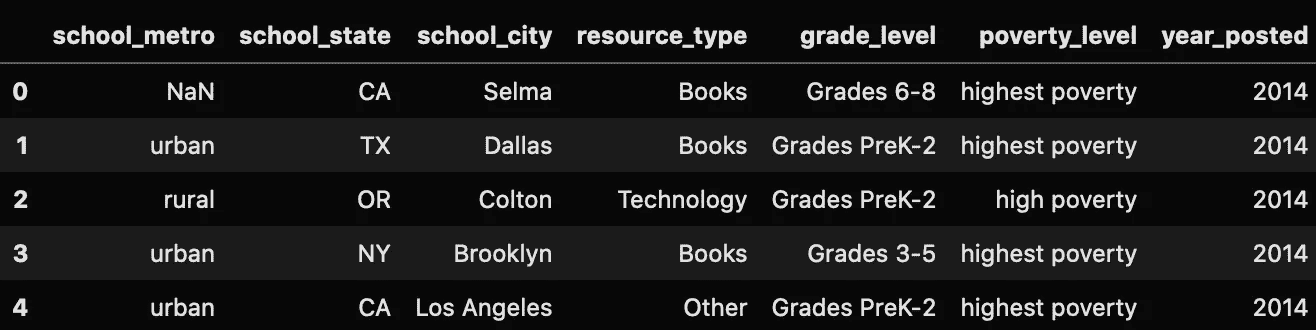 school_metro school_state school_city resource_type grade_level poverty_level year_posted
0 NaN CA Selma Books Grades 6-8 highest poverty 2014
1 urban TX Dallas Books Grades PreK-2 highest poverty 2014
2 rural OR Colton Technology Grades PreK-2 high poverty 2014
3 urban NY Brooklyn Books Grades 3-5 highest poverty 2014
4 urban CA Los Angeles Other Grades PreK-2 highest poverty 2014